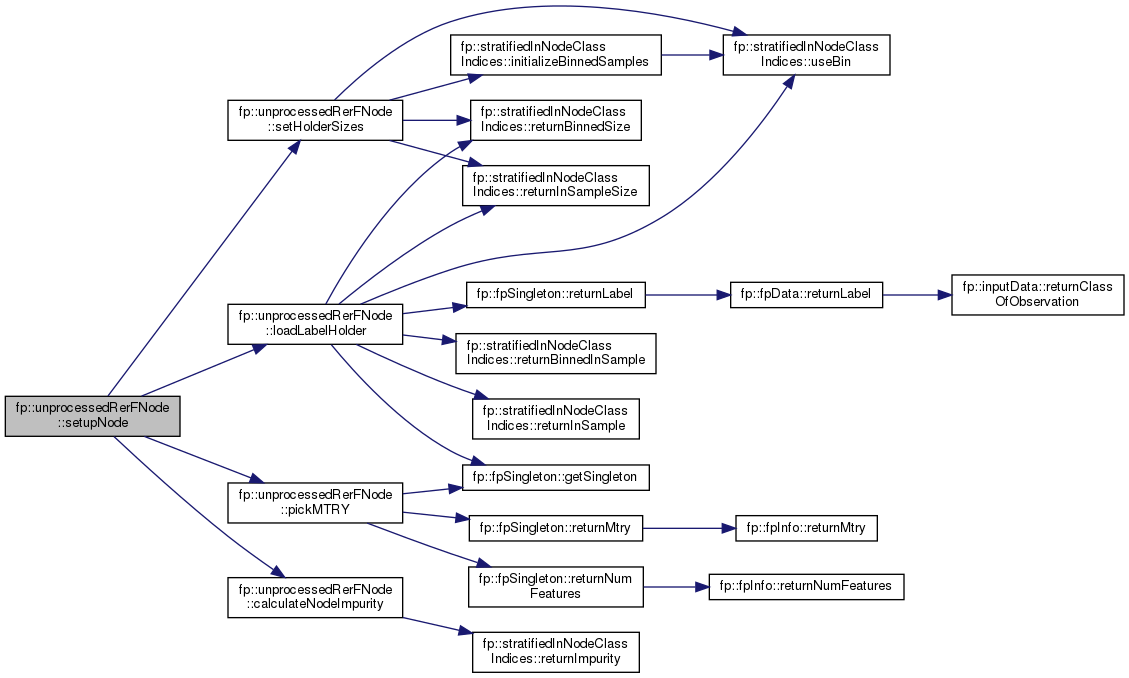 fp::unprocessedRerFNode
::setupNode
fp::unprocessedRerFNode
::setHolderSizes
fp::stratifiedInNodeClass
Indices::initializeBinnedSamples
fp::stratifiedInNodeClass
Indices::useBin
fp::stratifiedInNodeClass
Indices::returnBinnedSize
fp::stratifiedInNodeClass
Indices::returnInSampleSize
fp::unprocessedRerFNode
::loadLabelHolder
fp::fpSingleton::returnLabel
fp::fpData::returnLabel
fp::inputData::returnClass
OfObservation
fp::stratifiedInNodeClass
Indices::returnBinnedInSample
fp::stratifiedInNodeClass
Indices::returnInSample
fp::fpSingleton::getSingleton
fp::unprocessedRerFNode
::pickMTRY
fp::fpSingleton::returnMtry
fp::fpInfo::returnMtry
fp::fpSingleton::returnNum
Features
fp::fpInfo::returnNumFeatures
fp::unprocessedRerFNode
::calculateNodeImpurity
fp::stratifiedInNodeClass
Indices::returnImpurity